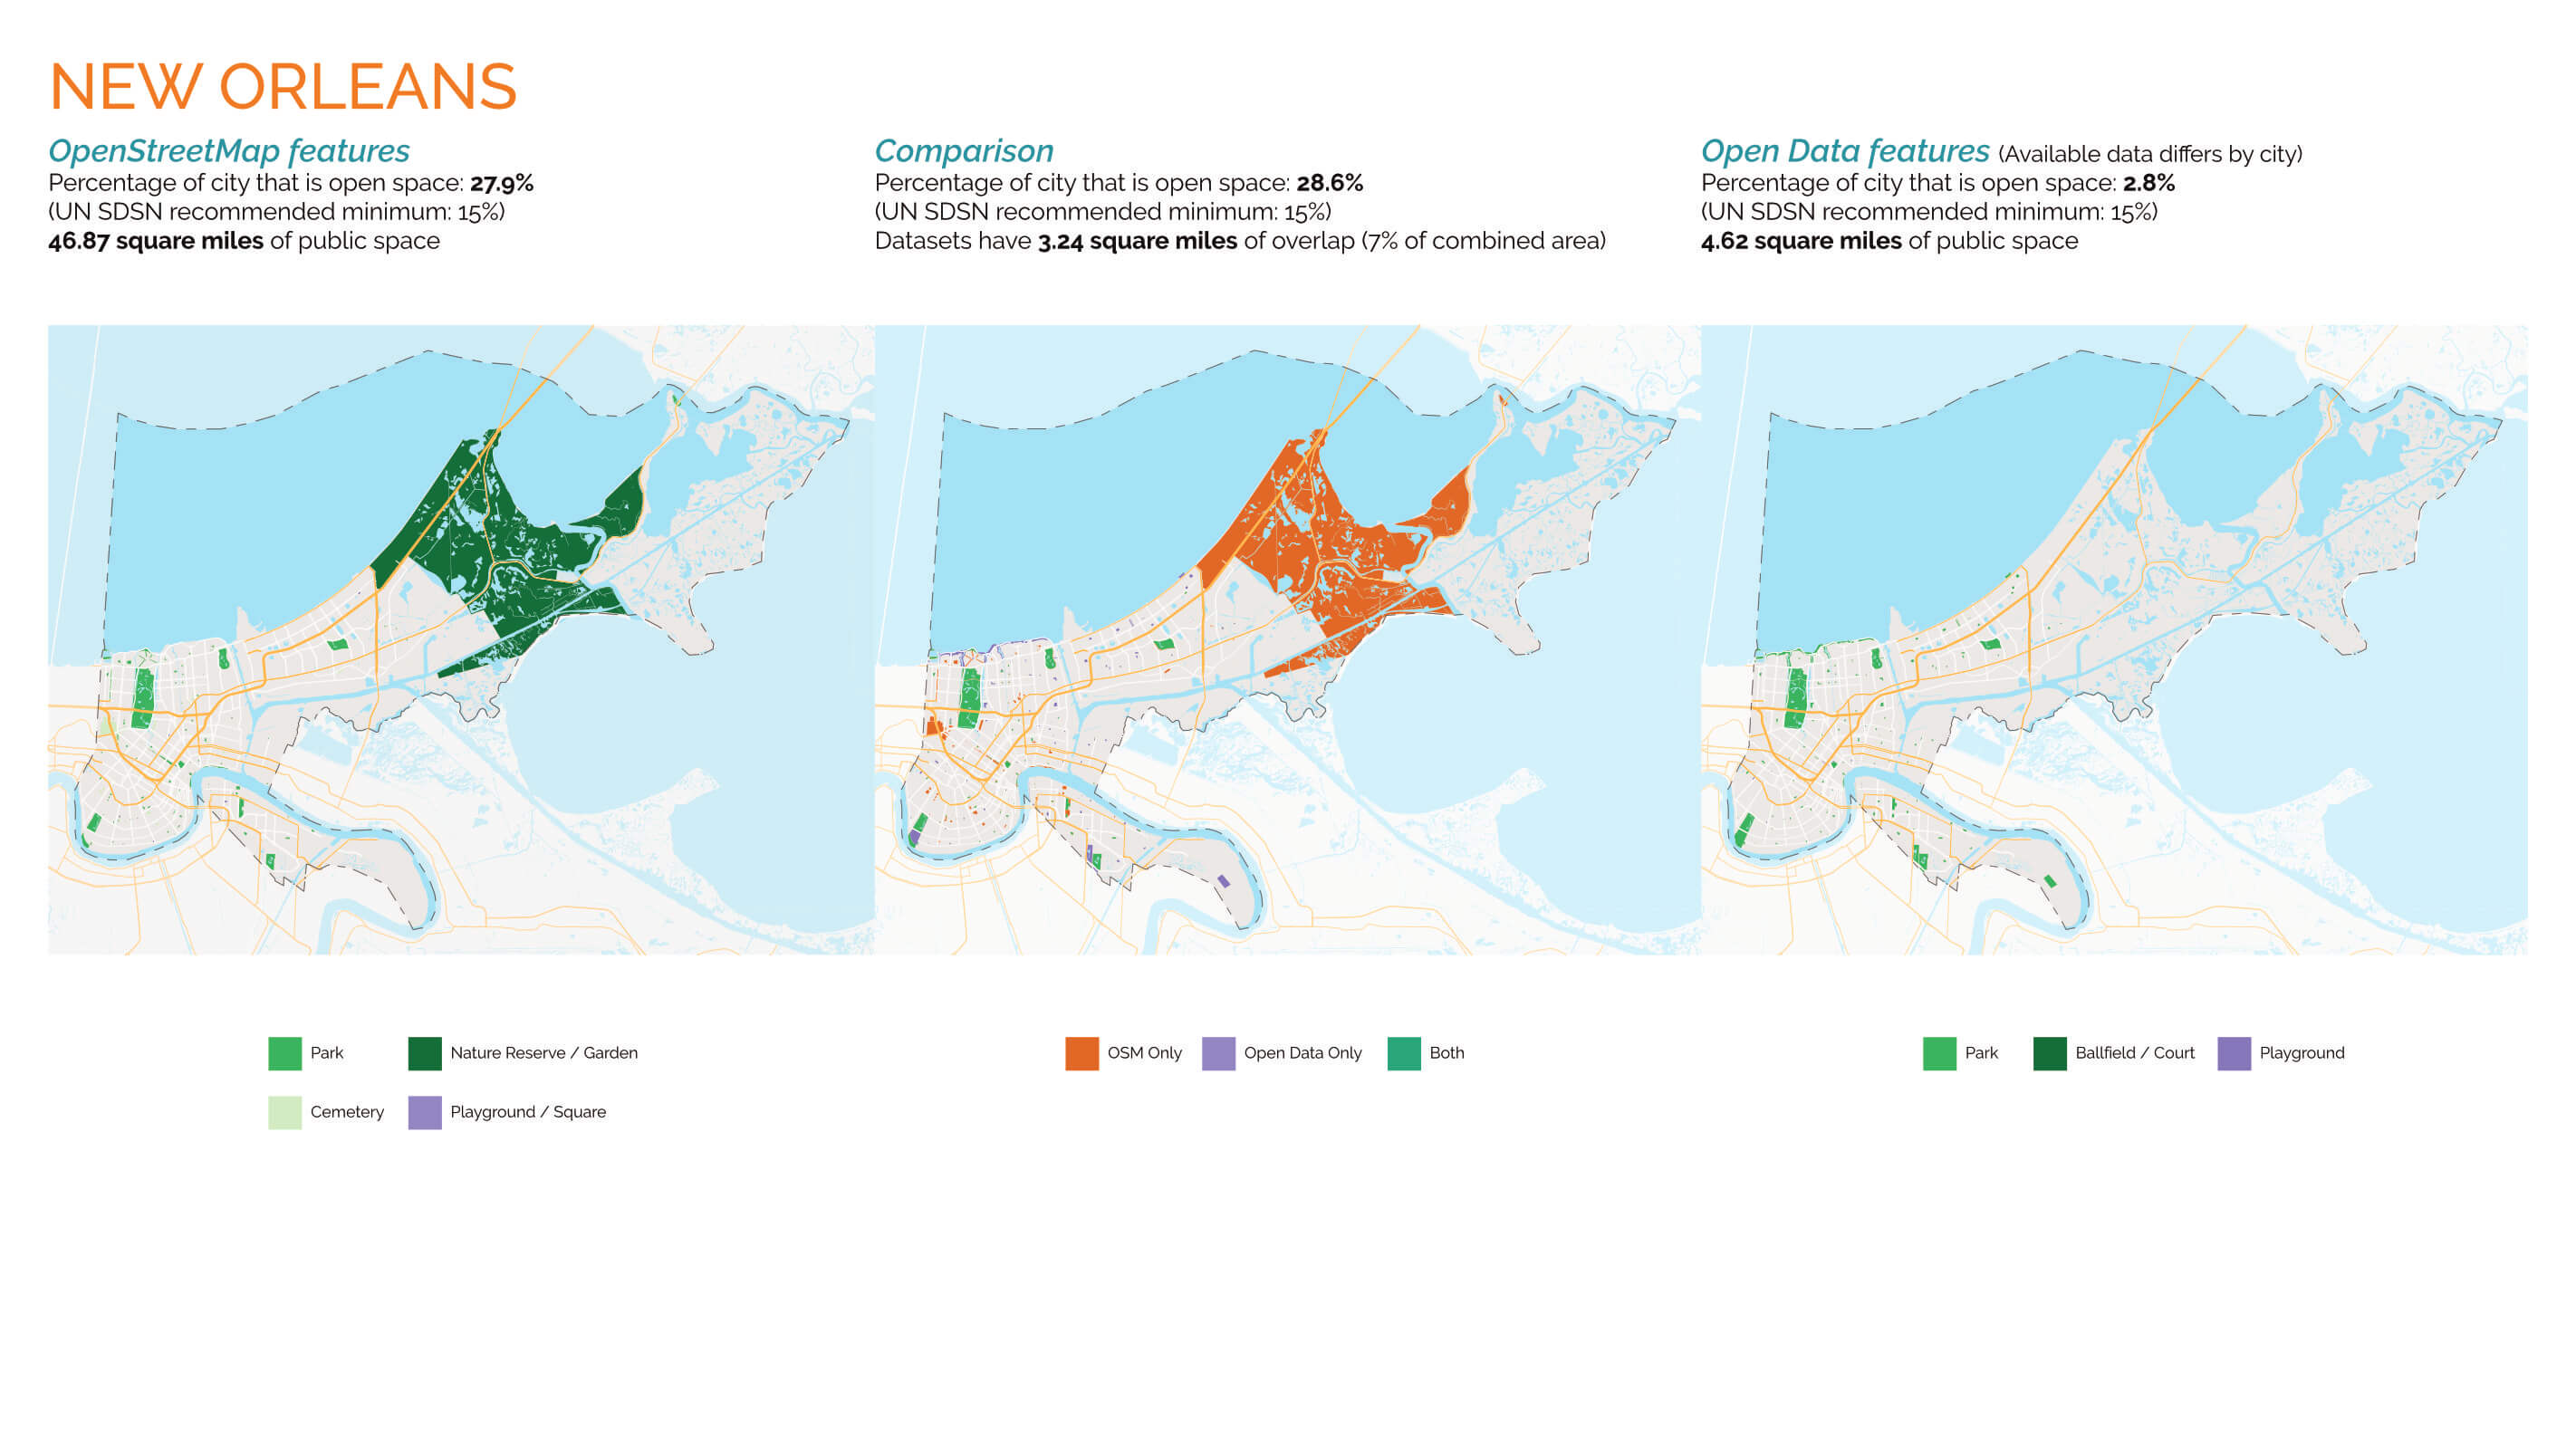 NEW ORLEANS
OpenStreetMap features
Percentage of city that is open space: 27.9%
(UN SDSN recommended minimum: 15%)
46.87 square miles of public space
Comparison
Percentage of city that is open space: 28.6%
(UN SDSN recommended minimum: 15%)
Datasets have 3.24 square miles of overlap (7% of combined area)
Open Data features (Available data differs by city)
Percentage of city that is open space: 2.8%
(UN SDSN recommended minimum: 15%)
4.62 square miles of public space
Park
Nature Reserve / Garden
Cemetery
Playground / Square
OSM Only
Open Data Only
Both
Park
Ballfield / Court
Playground